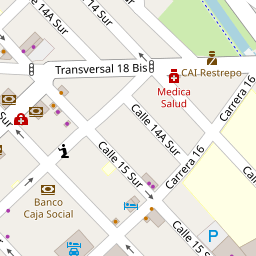 Calle 14A Sur
Transversal 18 Bis
CAI Restrepo
Medica
Salud
Carrera 16
Calle 14A Sur
Calle 15 Sur
Carrera 16
Banco
Caja Social
Calle 15 Sur
P